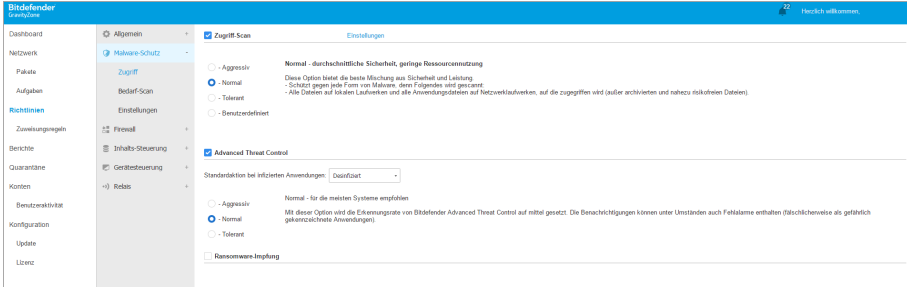 Bitdefender
GravityZone
22
Herzlich willkommen,
Dashboard
Netzwerk
Pakete
Aufgaben
Richtlinien
Zuweisungsregeln
Berichte
Quarantäne
Konten
Benutzeraktivität
Konfiguration
Update
Lizenz
Allgemein +
Malware-Schutz -
Zugriff
Bedarf-Scan
Einstellungen
Firewall +
Inhalts-Steuerung +
Gerätesteuerung +
Relais +
Zugriff-Scan Einstellungen
- Aggressiv
- Normal
- Tolerant
- Benutzerdefiniert
Normal - durchschnittliche Sicherheit, geringe Ressourcennutzung
Diese Option bietet die beste Mischung aus Sicherheit und Leistung.
- Schützt gegen jede Form von Malware, denn Folgendes wird gescannt:
- Alle Dateien auf lokalen Laufwerken und alle Anwendungsdateien auf Netzwerklaufwerken, auf die zugegriffen wird (außer archivierten und nahezu risikofreien Dateien).
Advanced Threat Control
Standardaktion bei infizierten Anwendungen: Desinfiziert
- Aggressiv
- Normal
- Tolerant
Normal - für die meisten Systeme empfohlen
Mit dieser Option wird die Erkennungsrate von Bitdefender Advanced Threat Control auf mittel gesetzt. Die Benachrichtigungen können unter Umständen auch Fehlalarme enthalten (fälschlicherweise als gefährlich
gekennzeichnete Anwendungen).
Ransomware-Impfung